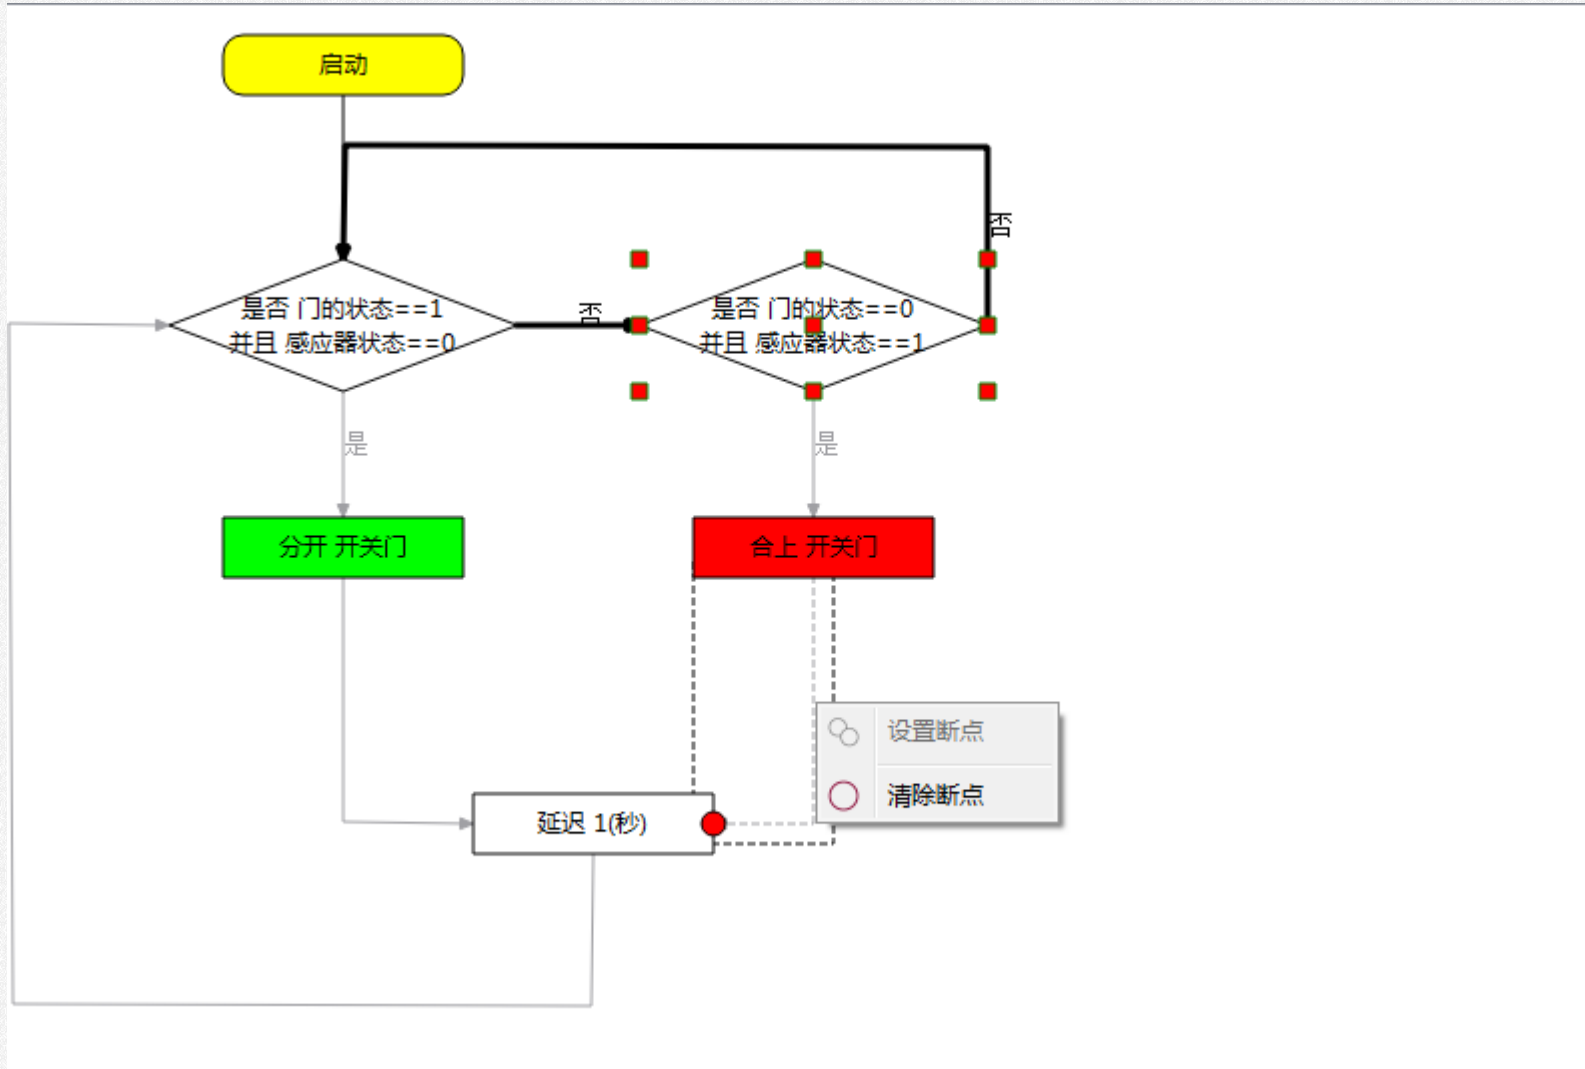 启动
否
是否 门的状态==1
并且 感应器状态==0
否
是否 门的状态==0
并且 感应器状态==1
是
是
分开 开关门
合上 开关门
设置断点
清除断点
延迟 1(秒)